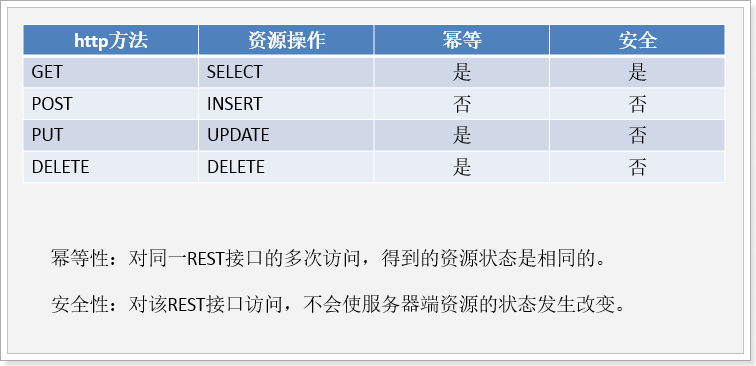 http方法 资源操作 幂等 安全
GET SELECT 是 是
POST INSERT 否 否
PUT UPDATE 是 否
DELETE DELETE 是 否
幂等性：对同一REST接口的多次访问，得到的资源状态是相同的。
安全性：对该REST接口访问，不会使服务器端资源的状态发生改变。